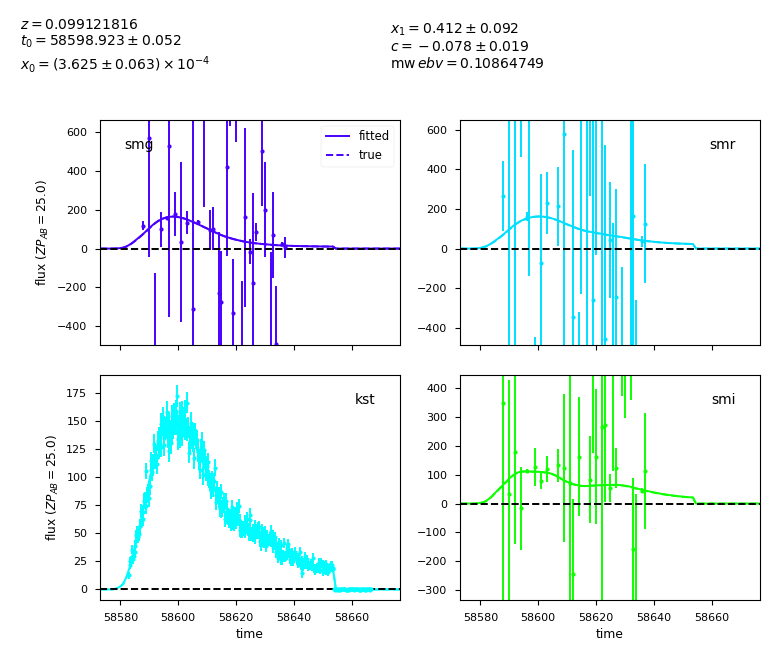 z = 0.099121816
t₀ = 58598.923 ± 0.052
x₀ = (3.625 ± 0.063) × 10⁻⁴
x₁ = 0.412 ± 0.092
c = −0.078 ± 0.019
mw ebv = 0.10864749
smg
fitted
true
600
400
200
0
−200
−400
flux (ZP_AB = 25.0)
smr
600
400
200
0
−200
−400
kst
175
150
125
100
75
50
25
0
flux (ZP_AB = 25.0)
58580 58600 58620 58640 58660
time
smi
400
300
200
100
0
−100
−200
−300
58580 58600 58620 58640 58660
time